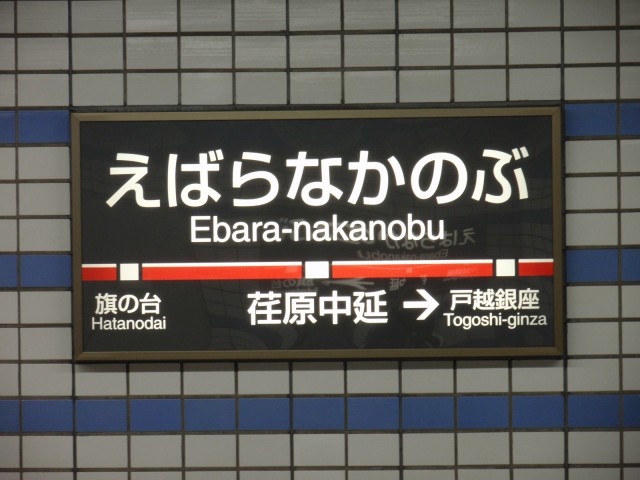 えばらなかのぶ
Ebara-nakanobu
旗の台 荏原中延 → 戸越銀座
Hatanodai Togoshi-ginza